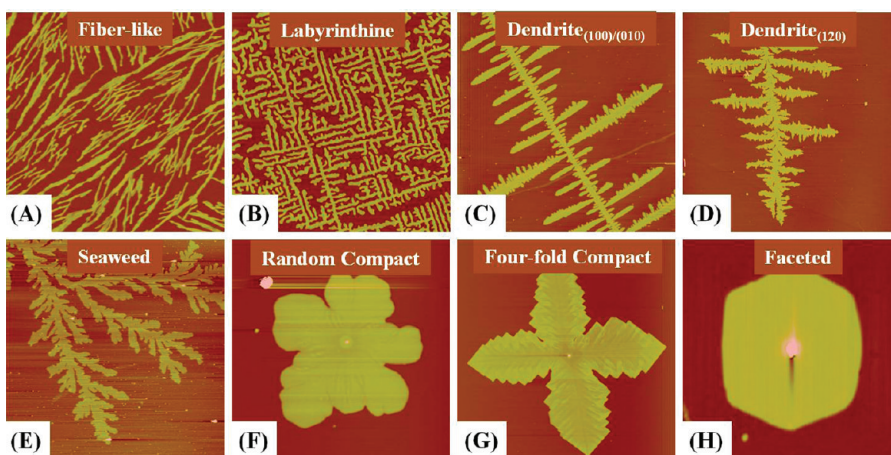 Fiber-like
Labyrinthine
Dendrite(100)/(010)
Dendrite(120)
(A)
(B)
(C)
(D)
Seaweed
Random Compact
Four-fold Compact
Faceted
(E)
(F)
(G)
(H)